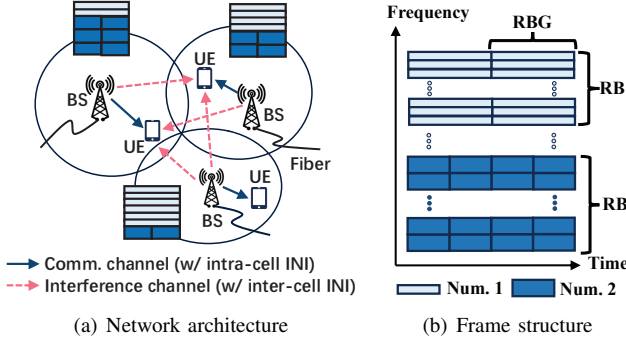 UE
BS
UE
BS
Fiber
UE
BS
Comm. channel (w/ intra-cell INI)
Interference channel (w/ inter-cell INI)
(a) Network architecture
Frequency
RBG
RB
RB
Time
Num. 1
Num. 2
(b) Frame structure